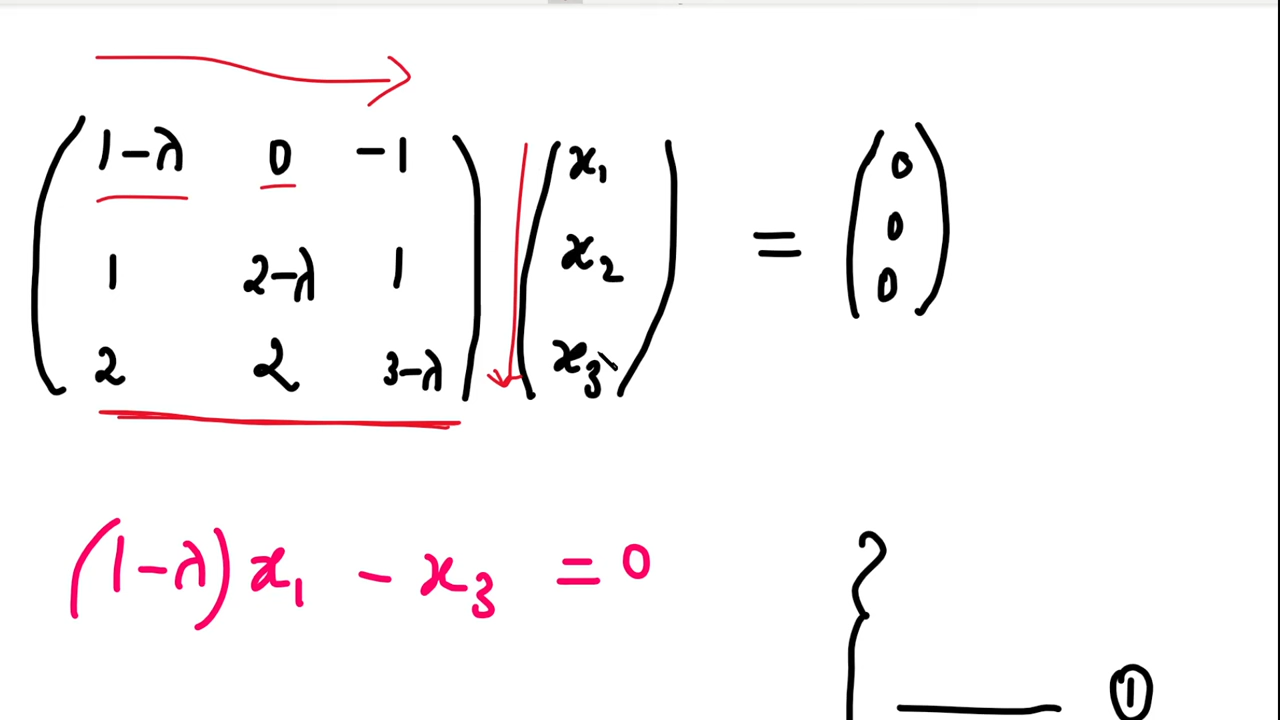 ( 1-λ 0 -1 ) ( x₁ ) = ( 0 )
( 1 2-λ 1 ) ( x₂ ) ( 0 )
( 2 2 3-λ ) ( x₃ ) ( 0 )
(1-λ) x₁ - x₃ = 0
} ①